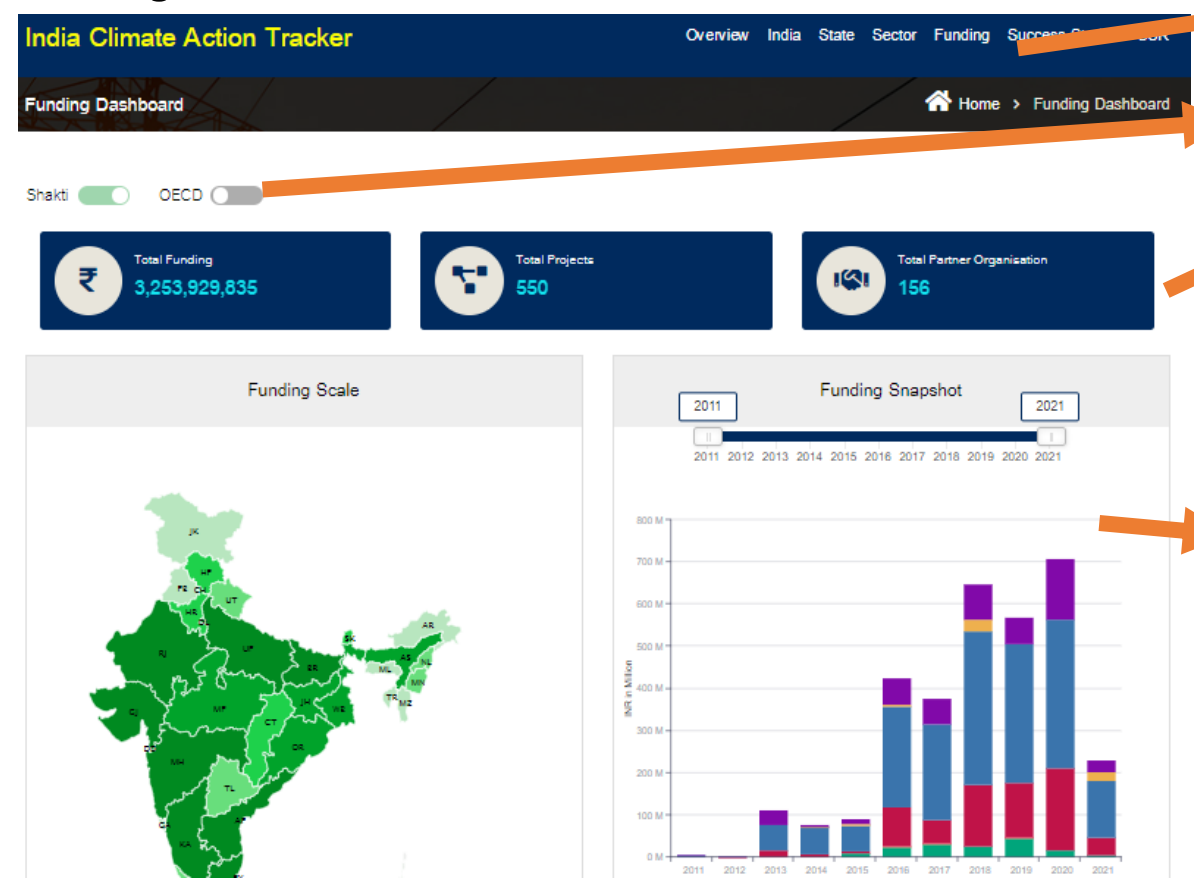 India Climate Action Tracker
Overview India State Sector Funding Success
Funding Dashboard
Home > Funding Dashboard
Shakti OECD
Total Funding
3,253,929,835
Total Projects
550
Total Partner Organisation
156
Funding Scale
Funding Snapshot
2011
2021
2011 2012 2013 2014 2015 2016 2017 2018 2019 2020 2021
JK
HP
CH
UT
HR
AR
SK
RJ
UP
BR
AS
NL
ML
MN
TR
MZ
GJ
MP
JH
WB
CT
OR
MH
TL
AP
KA
800 M
700 M
600 M
500 M
400 M
300 M
200 M
100 M
0 M
INR in Million
2011 2012 2013 2014 2015 2016 2017 2018 2019 2020 2021